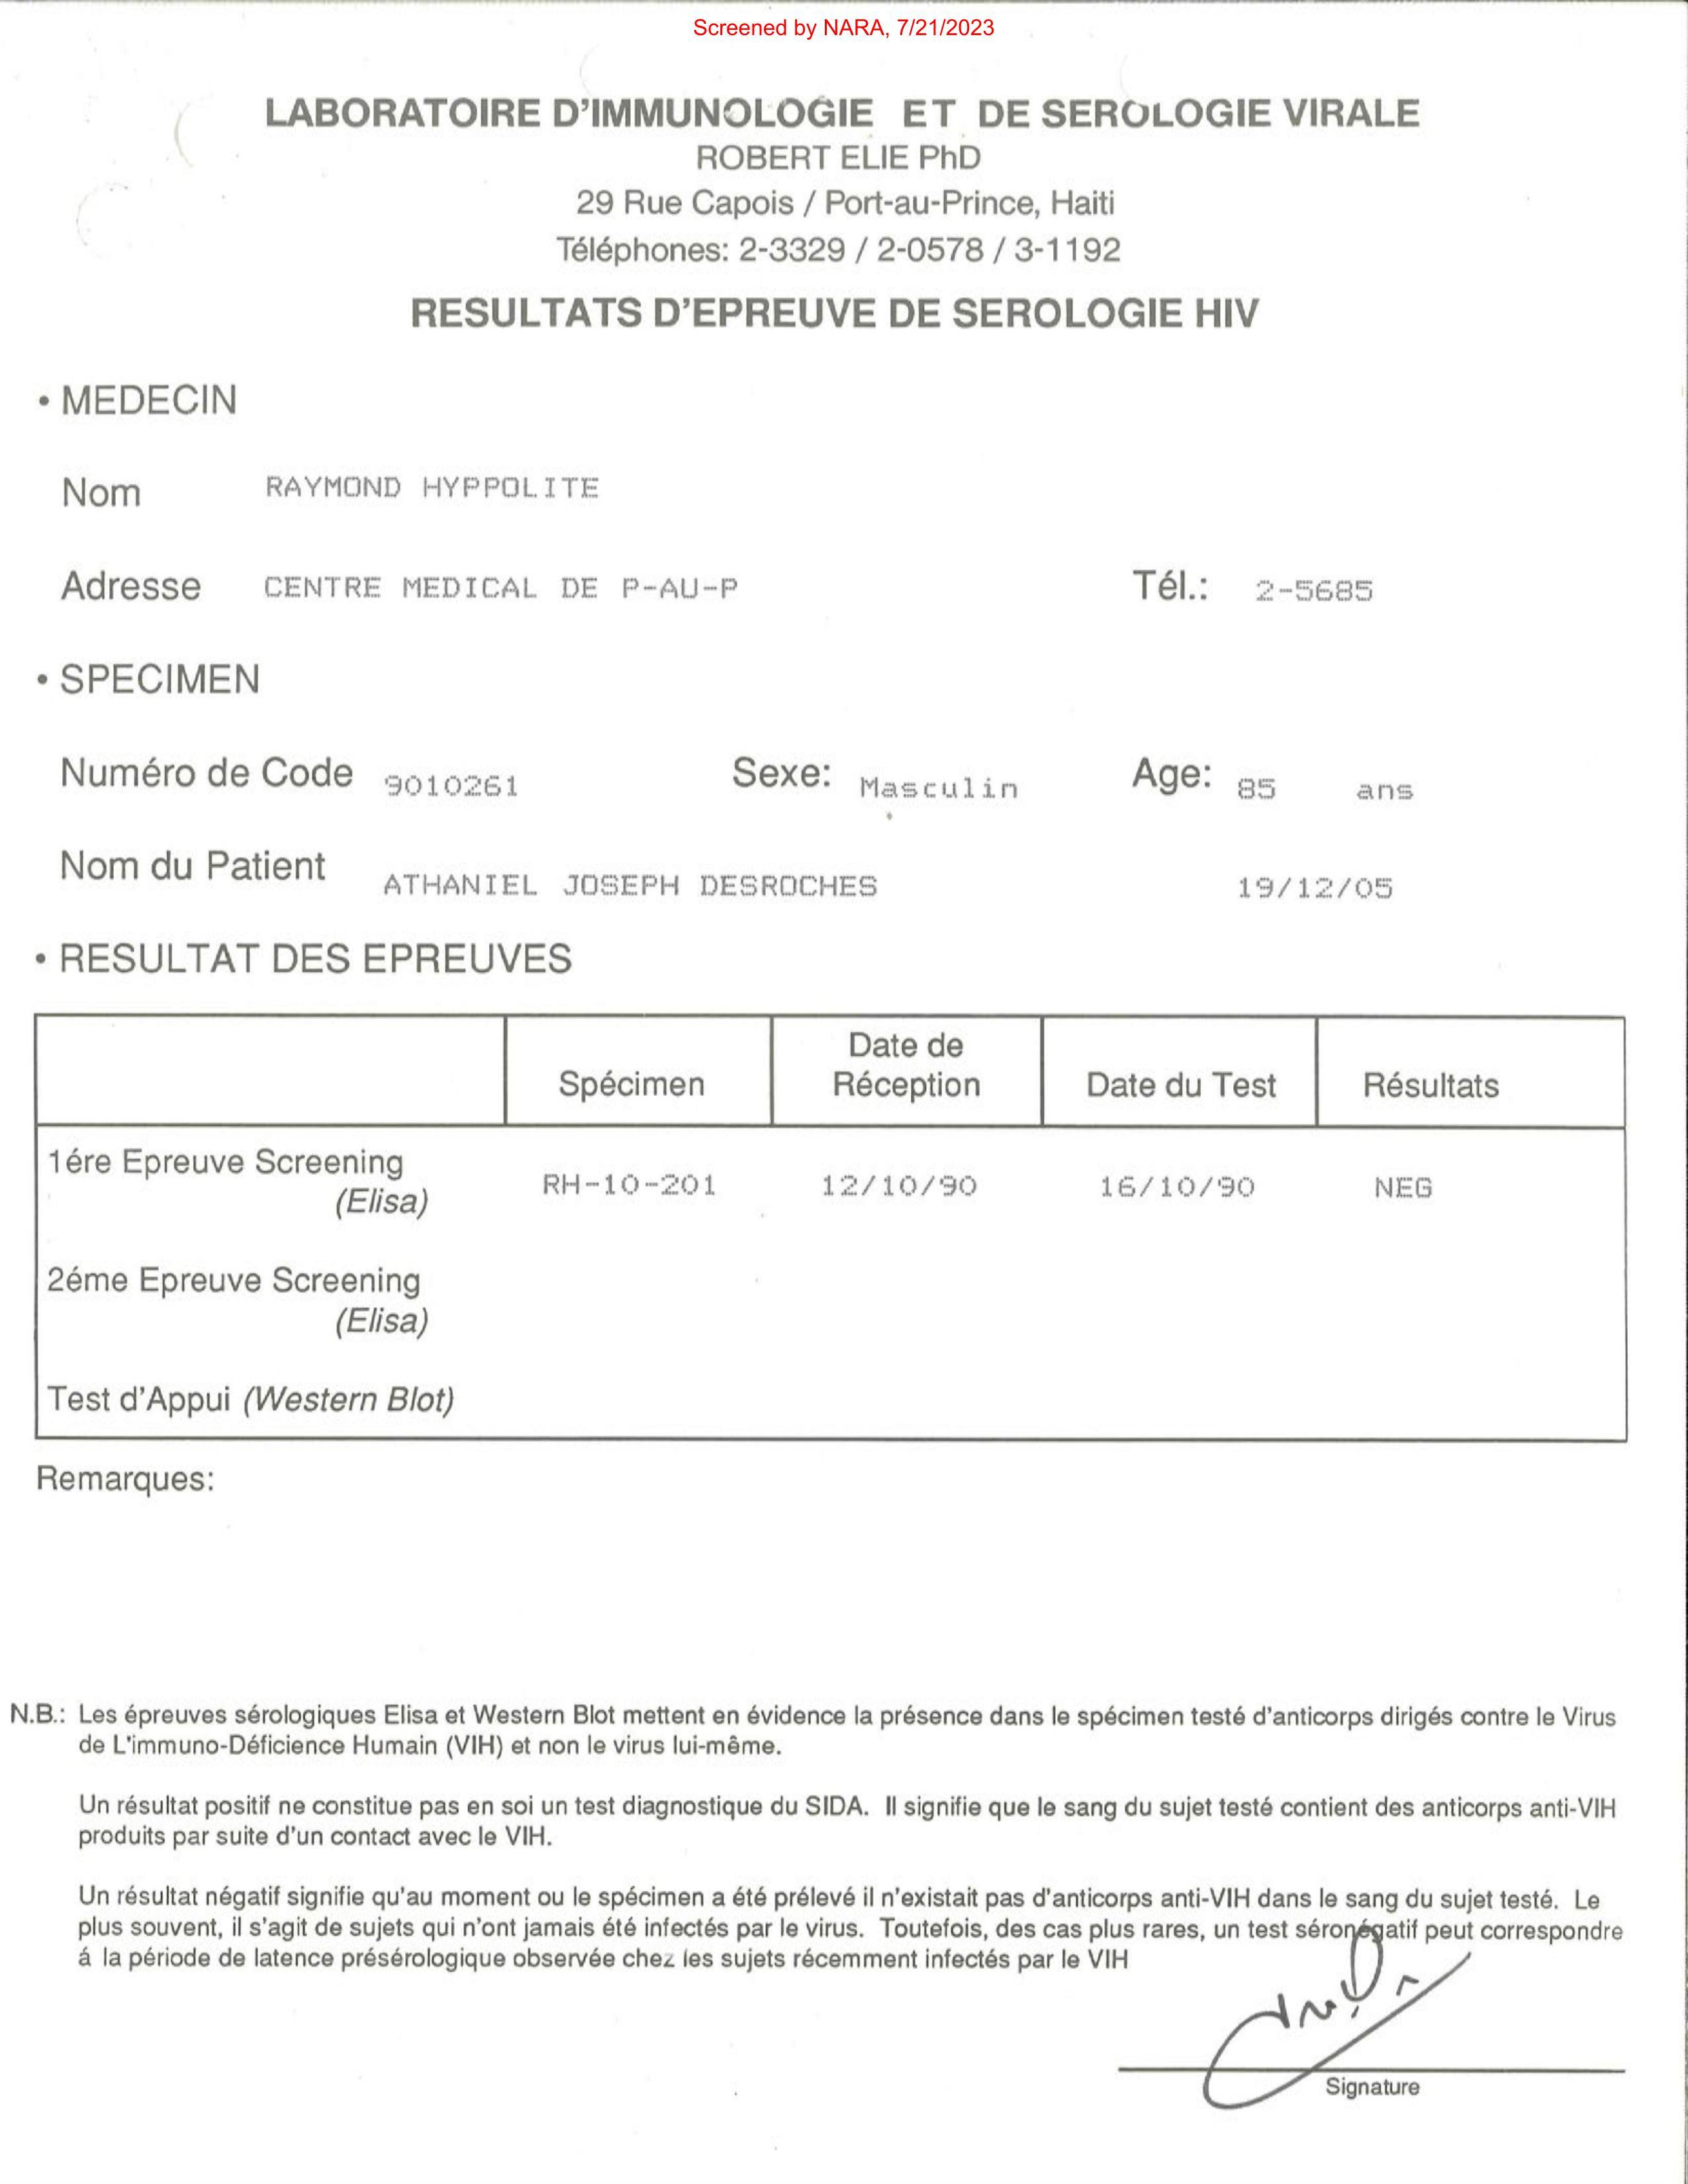 Screened by NARA, 7/21/2023
LABORATOIRE D'IMMUNOLOGIE ET DE SEROLOGIE VIRALE
ROBERT ELIE PhD
29 Rue Capois / Port-au-Prince, Haiti
Téléphones: 2-3329 / 2-0578 / 3-1192
RESULTATS D'EPREUVE DE SEROLOGIE HIV
• MEDECIN
Nom RAYMOND HYPPOLITE
Adresse CENTRE MEDICAL DE P-AU-P Tél.: 2-5685
• SPECIMEN
Numéro de Code 9010261 Sexe: Masculin Age: 85 ans
Nom du Patient ATHANIEL JOSEPH DESROCHES 19/12/05
• RESULTAT DES EPREUVES
Spécimen Date de Réception Date du Test Résultats
1ére Epreuve Screening
(Elisa) RH-10-201 12/10/90 16/10/90 NEG
2éme Epreuve Screening
(Elisa)
Test d'Appui (Western Blot)
Remarques:
N.B.: Les épreuves sérologiques Elisa et Western Blot mettent en évidence la présence dans le spécimen testé d'anticorps dirigés contre le Virus
de L'immuno-Déficience Humain (VIH) et non le virus lui-même.
Un résultat positif ne constitue pas en soi un test diagnostique du SIDA. Il signifie que le sang du sujet testé contient des anticorps anti-VIH
produits par suite d'un contact avec le VIH.
Un résultat négatif signifie qu'au moment ou le spécimen a été prélevé il n'existait pas d'anticorps anti-VIH dans le sang du sujet testé. Le
plus souvent, il s'agit de sujets qui n'ont jamais été infectés par le virus. Toutefois, des cas plus rares, un test séronégatif peut correspondre
á la période de latence présérologique observée chez les sujets récemment infectés par le VIH
Signature